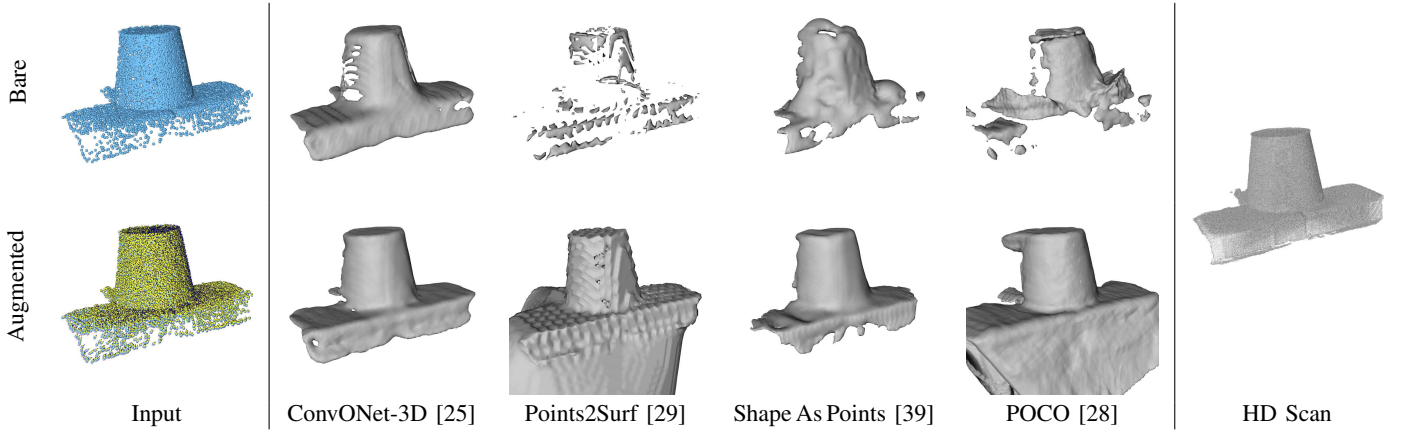 Bare
Augmented
Input
ConvONet-3D [25]
Points2Surf [29]
Shape As Points [39]
POCO [28]
HD Scan